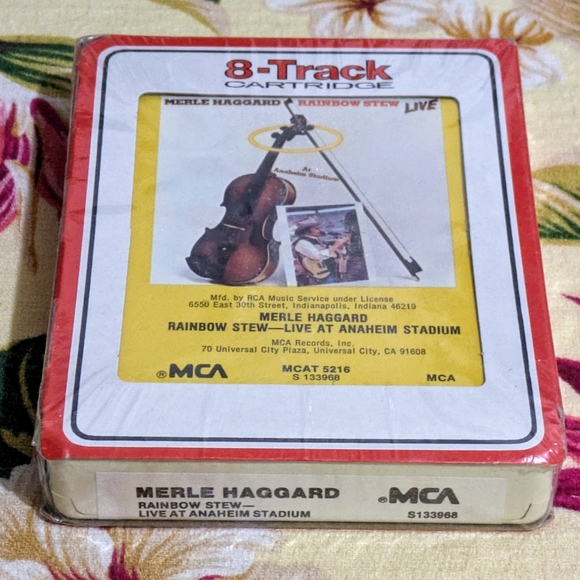 8-Track
CARTRIDGE
MERLE HAGGARD RAINBOW STEW LIVE
At
Anaheim Stadium
Mfd. by RCA Music Service under License
6550 East 30th Street, Indianapolis, Indiana 46219
MERLE HAGGARD
RAINBOW STEW—LIVE AT ANAHEIM STADIUM
MCA Records, Inc.
70 Universal City Plaza, Universal City, CA 91608
®MCA MCAT 5216 MCA
S 133968
MERLE HAGGARD ®MCA
RAINBOW STEW—
LIVE AT ANAHEIM STADIUM S133968